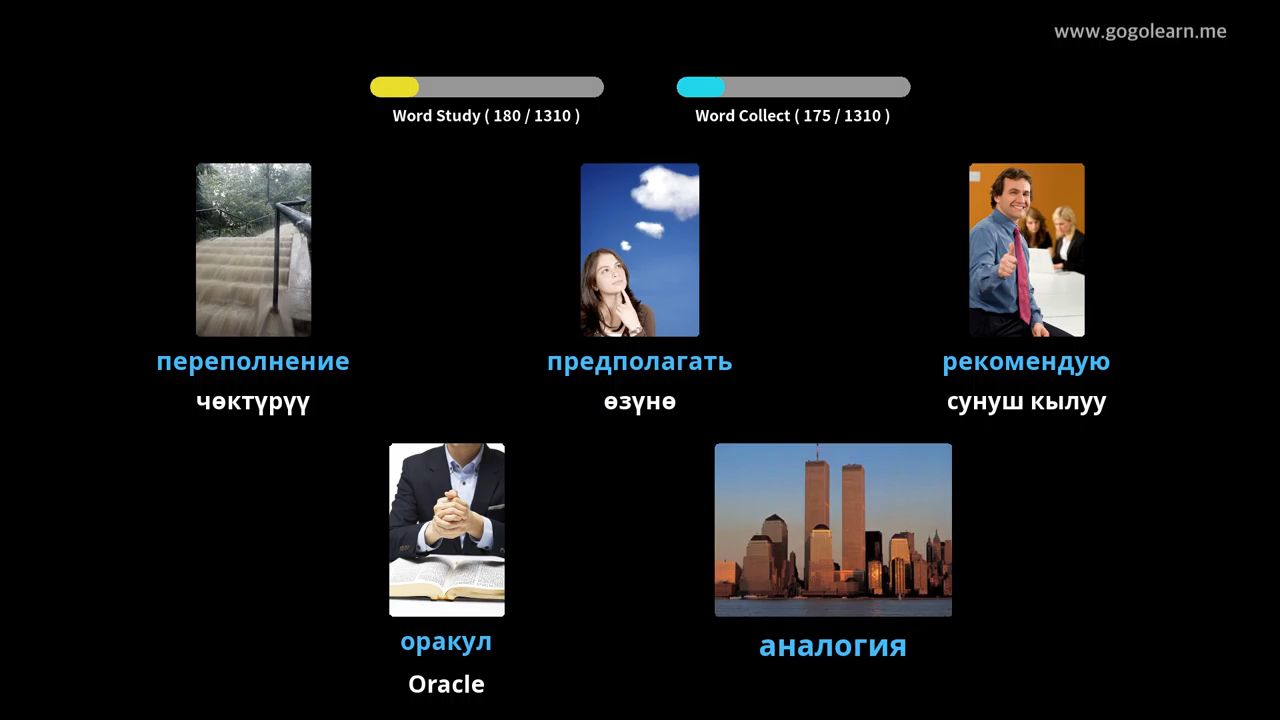 www.gogolearn.me
Word Study ( 180 / 1310 )
Word Collect ( 175 / 1310 )
переполнение
чөктүрүү
предполагать
өзүнө
рекомендую
сунуш кылуу
оракул
Oracle
аналогия